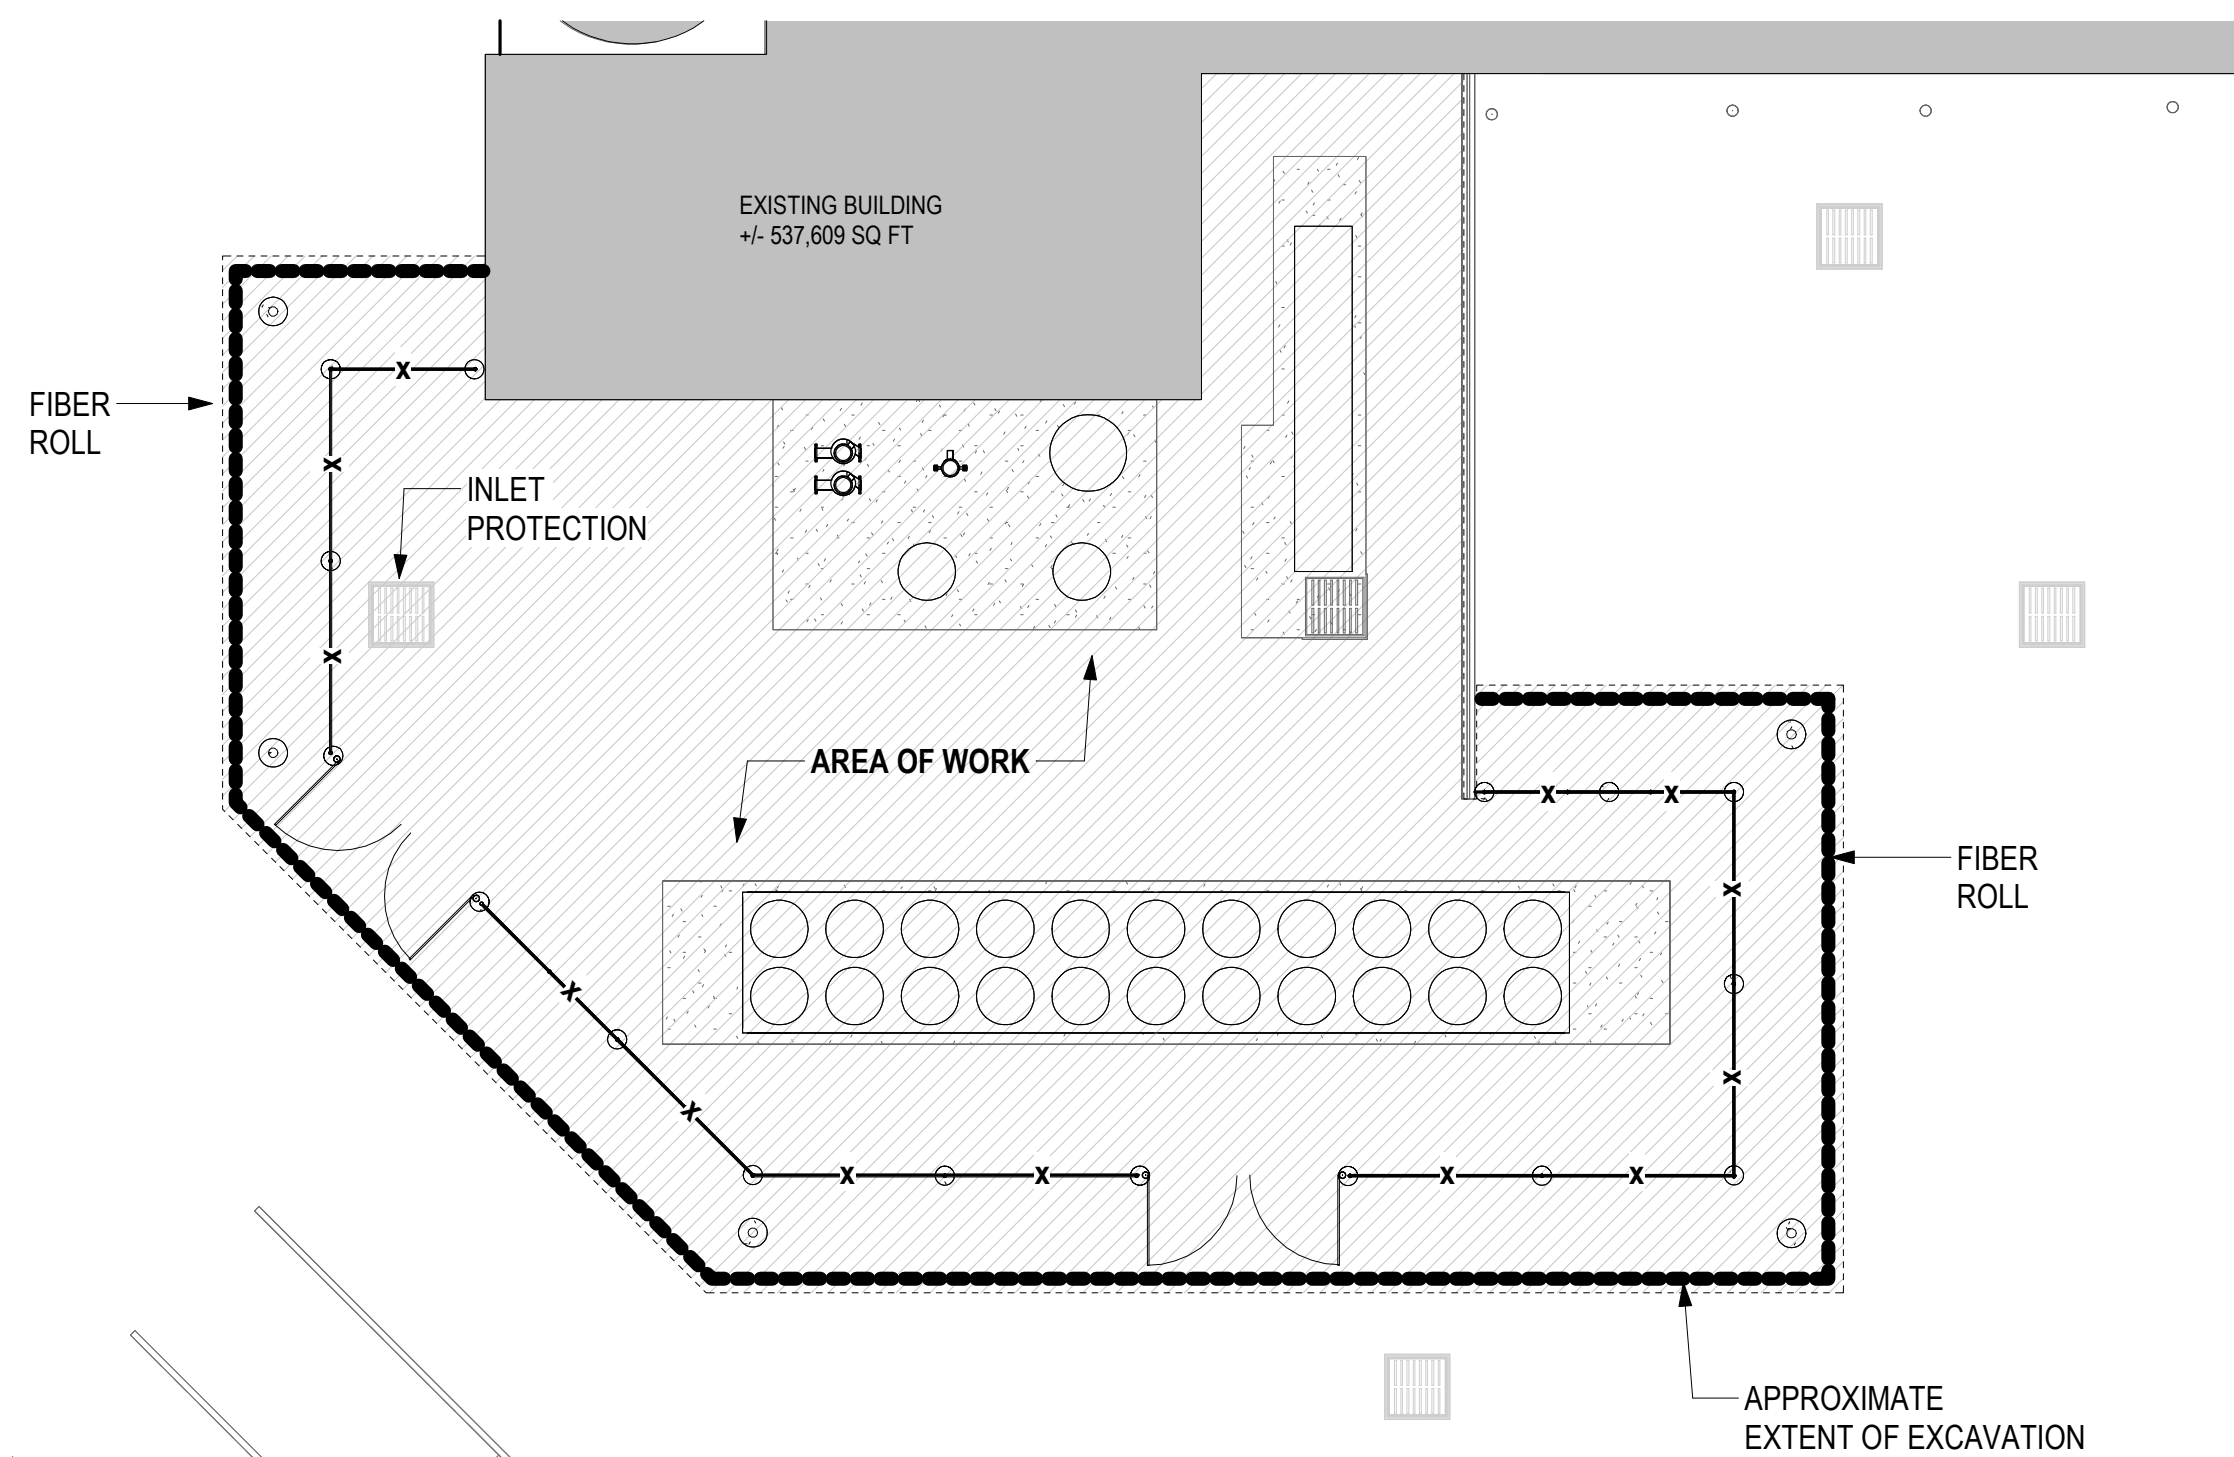 EXISTING BUILDING
+/- 537,609 SQ FT
FIBER
ROLL
INLET
PROTECTION
AREA OF WORK
FIBER
ROLL
APPROXIMATE
EXTENT OF EXCAVATION
X
X
X
X
X
X
X
X
X
X
X
X
X